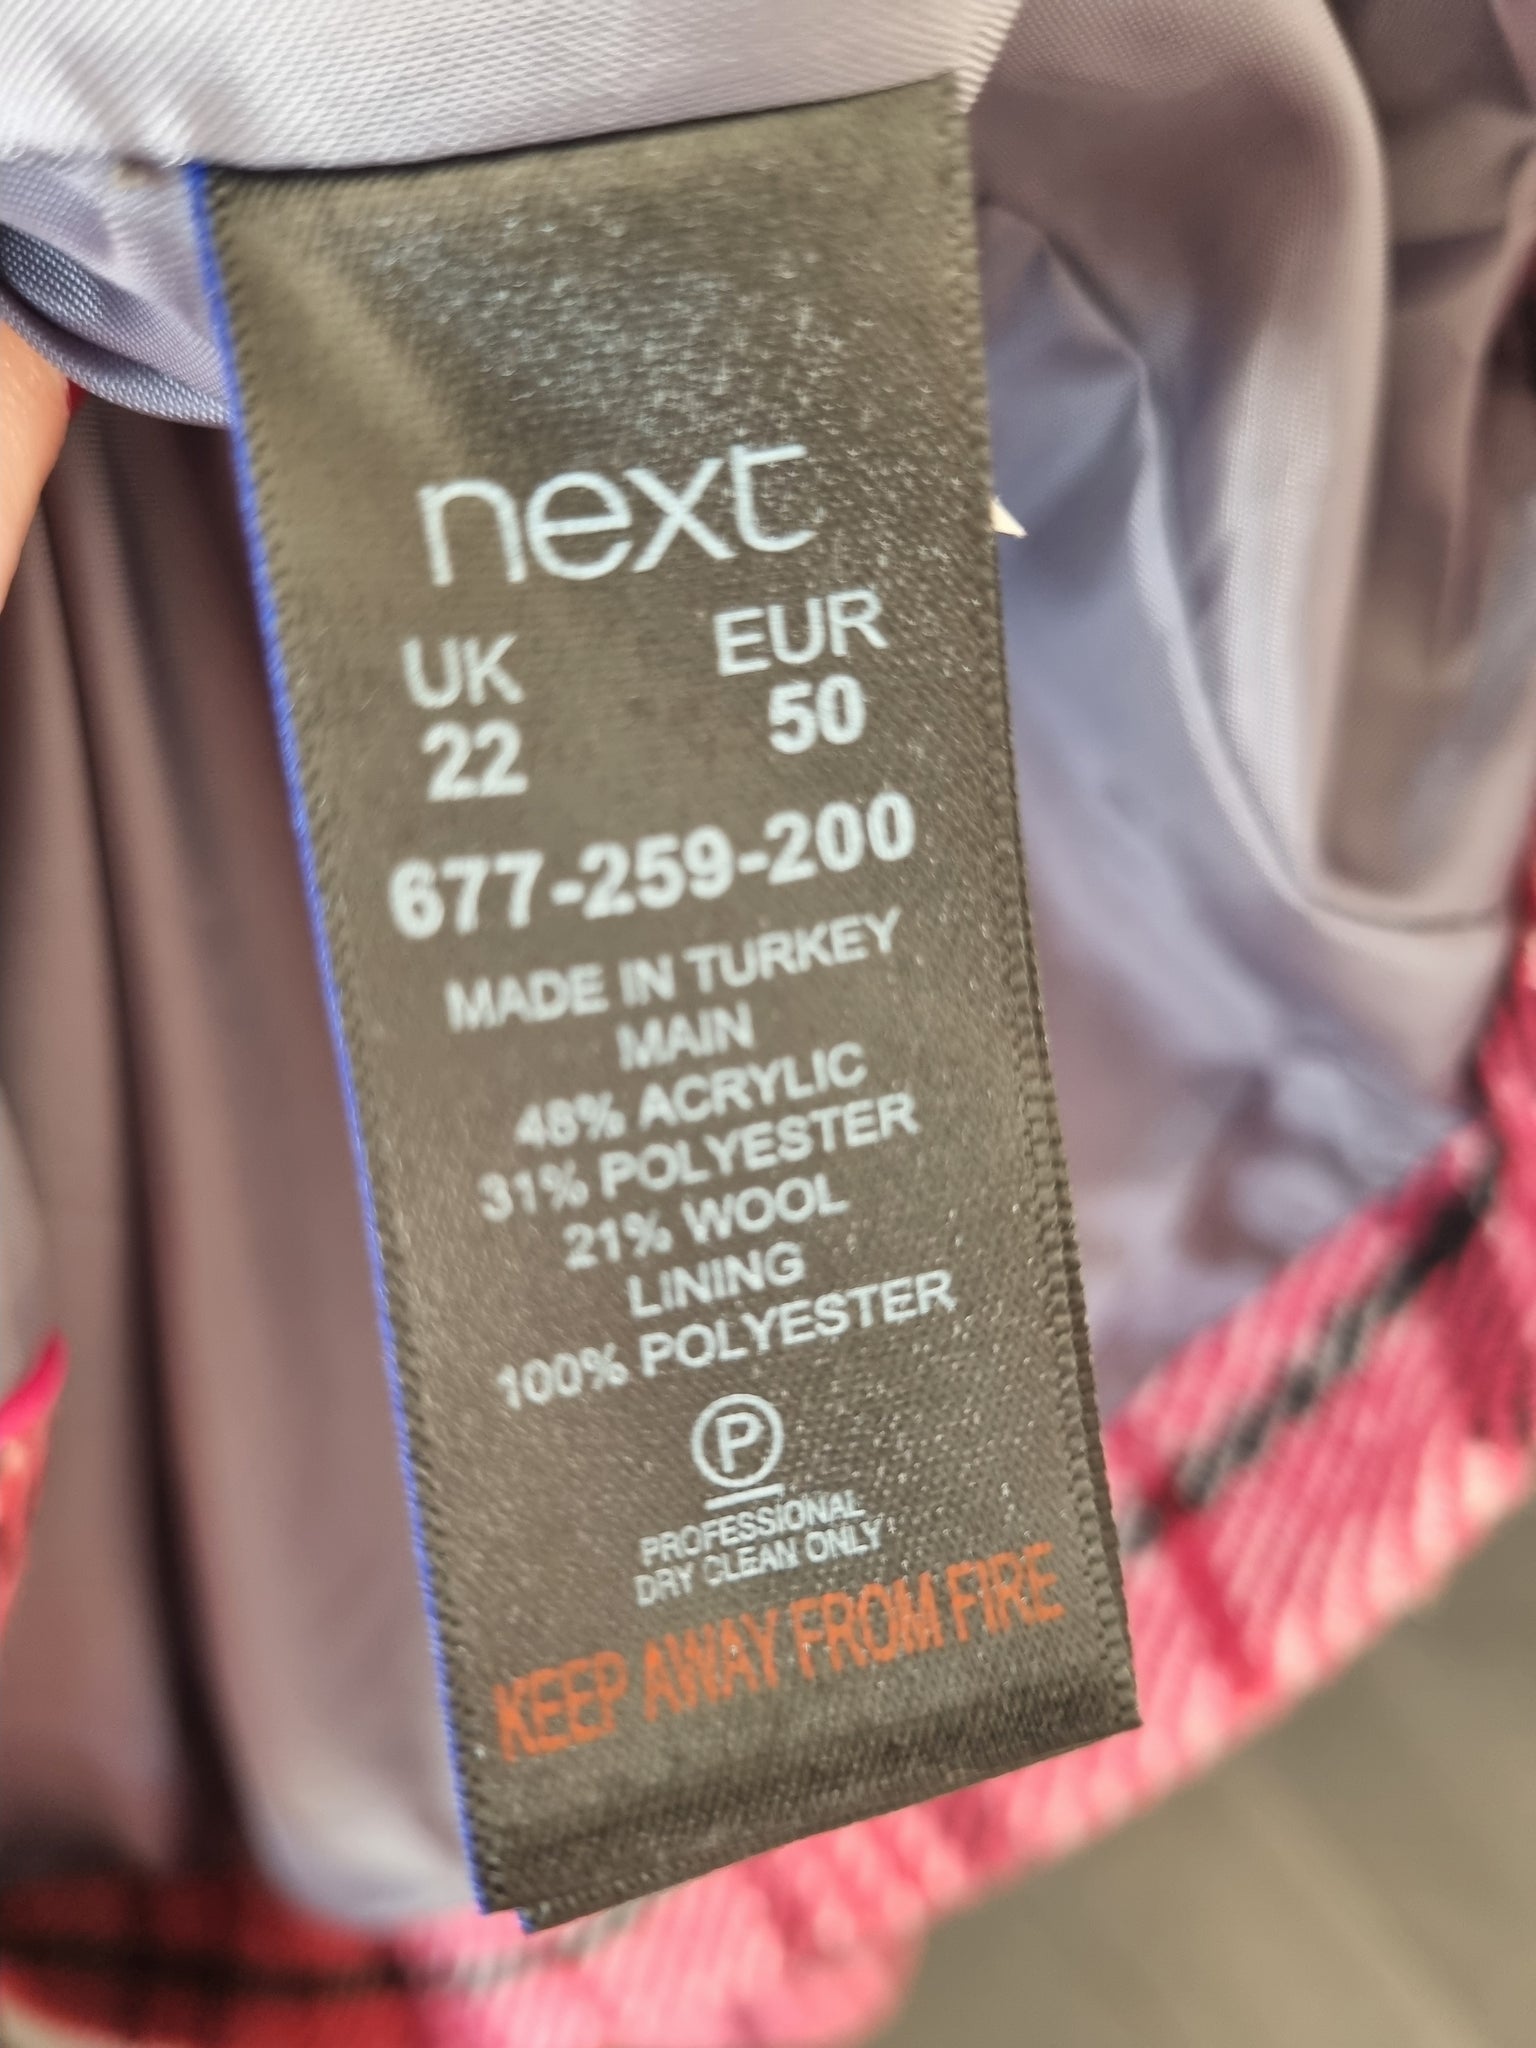 next
UK EUR
22 50
677-259-200
MADE IN TURKEY
MAIN
48% ACRYLIC
31% POLYESTER
21% WOOL
LINING
100% POLYESTER
P
PROFESSIONAL
DRY CLEAN ONLY
KEEP AWAY FROM FIRE